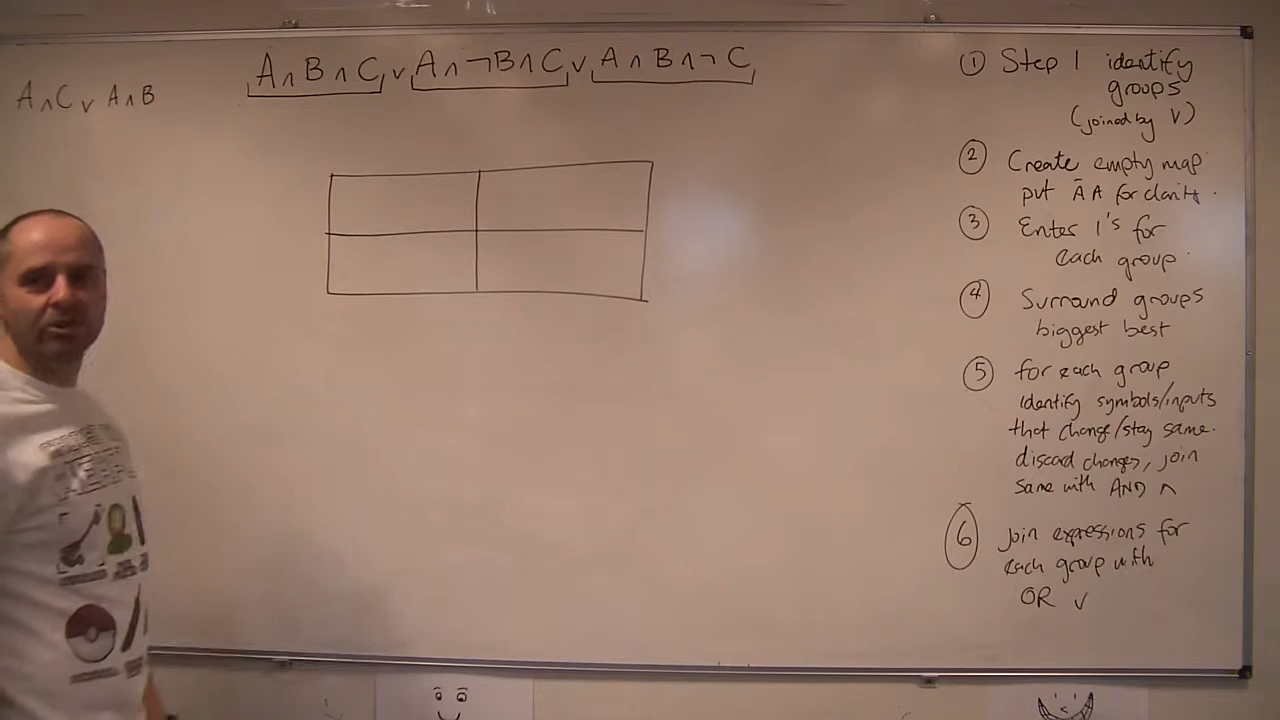 A∧B∧C ∨ A∧¬B∧C ∨ A∧B∧¬C
A∧C ∨ A∧B
① Step 1 identify
groups
(joined by V)
② Create empty map
put Ā A for clarity.
③ Enter 1's for
each group.
④ Surround groups
biggest best
⑤ for each group
identify symbols/inputs
that change/stay same.
discard changes, join
same with AND ∧
⑥ join expressions for
each group with
OR ∨